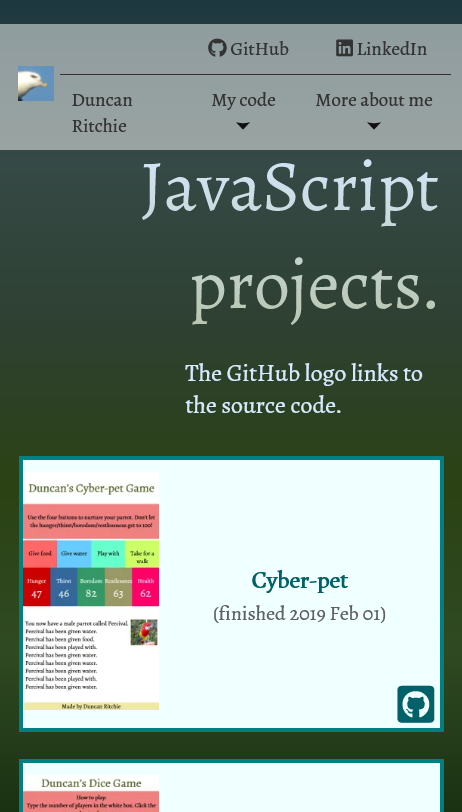 GitHub
LinkedIn
Duncan
Ritchie
My code
More about me
JavaScript
projects.
The GitHub logo links to
the source code.
Duncan's Cyber-pet Game
Use the four buttons to nurture your parrot. Don't let
the hunger/thirst/boredom/restlessness get to 100!
Give food
Give water
Play with
Take for a
walk
Hunger
Thirst
Boredom
Restlessness
Health
47
46
82
63
62
You now have a male parrot called Percival.
Percival has been given water.
Percival has been given food.
Percival has been played with.
Percival has been given water.
Percival has been given water.
Percival has been given water.
Percival has been played with.
Percival has been given water.
Made by Duncan Ritchie
Cyber-pet
(finished 2019 Feb 01)
Duncan's Dice Game
How to play:
Type the number of players in the white box. Click the